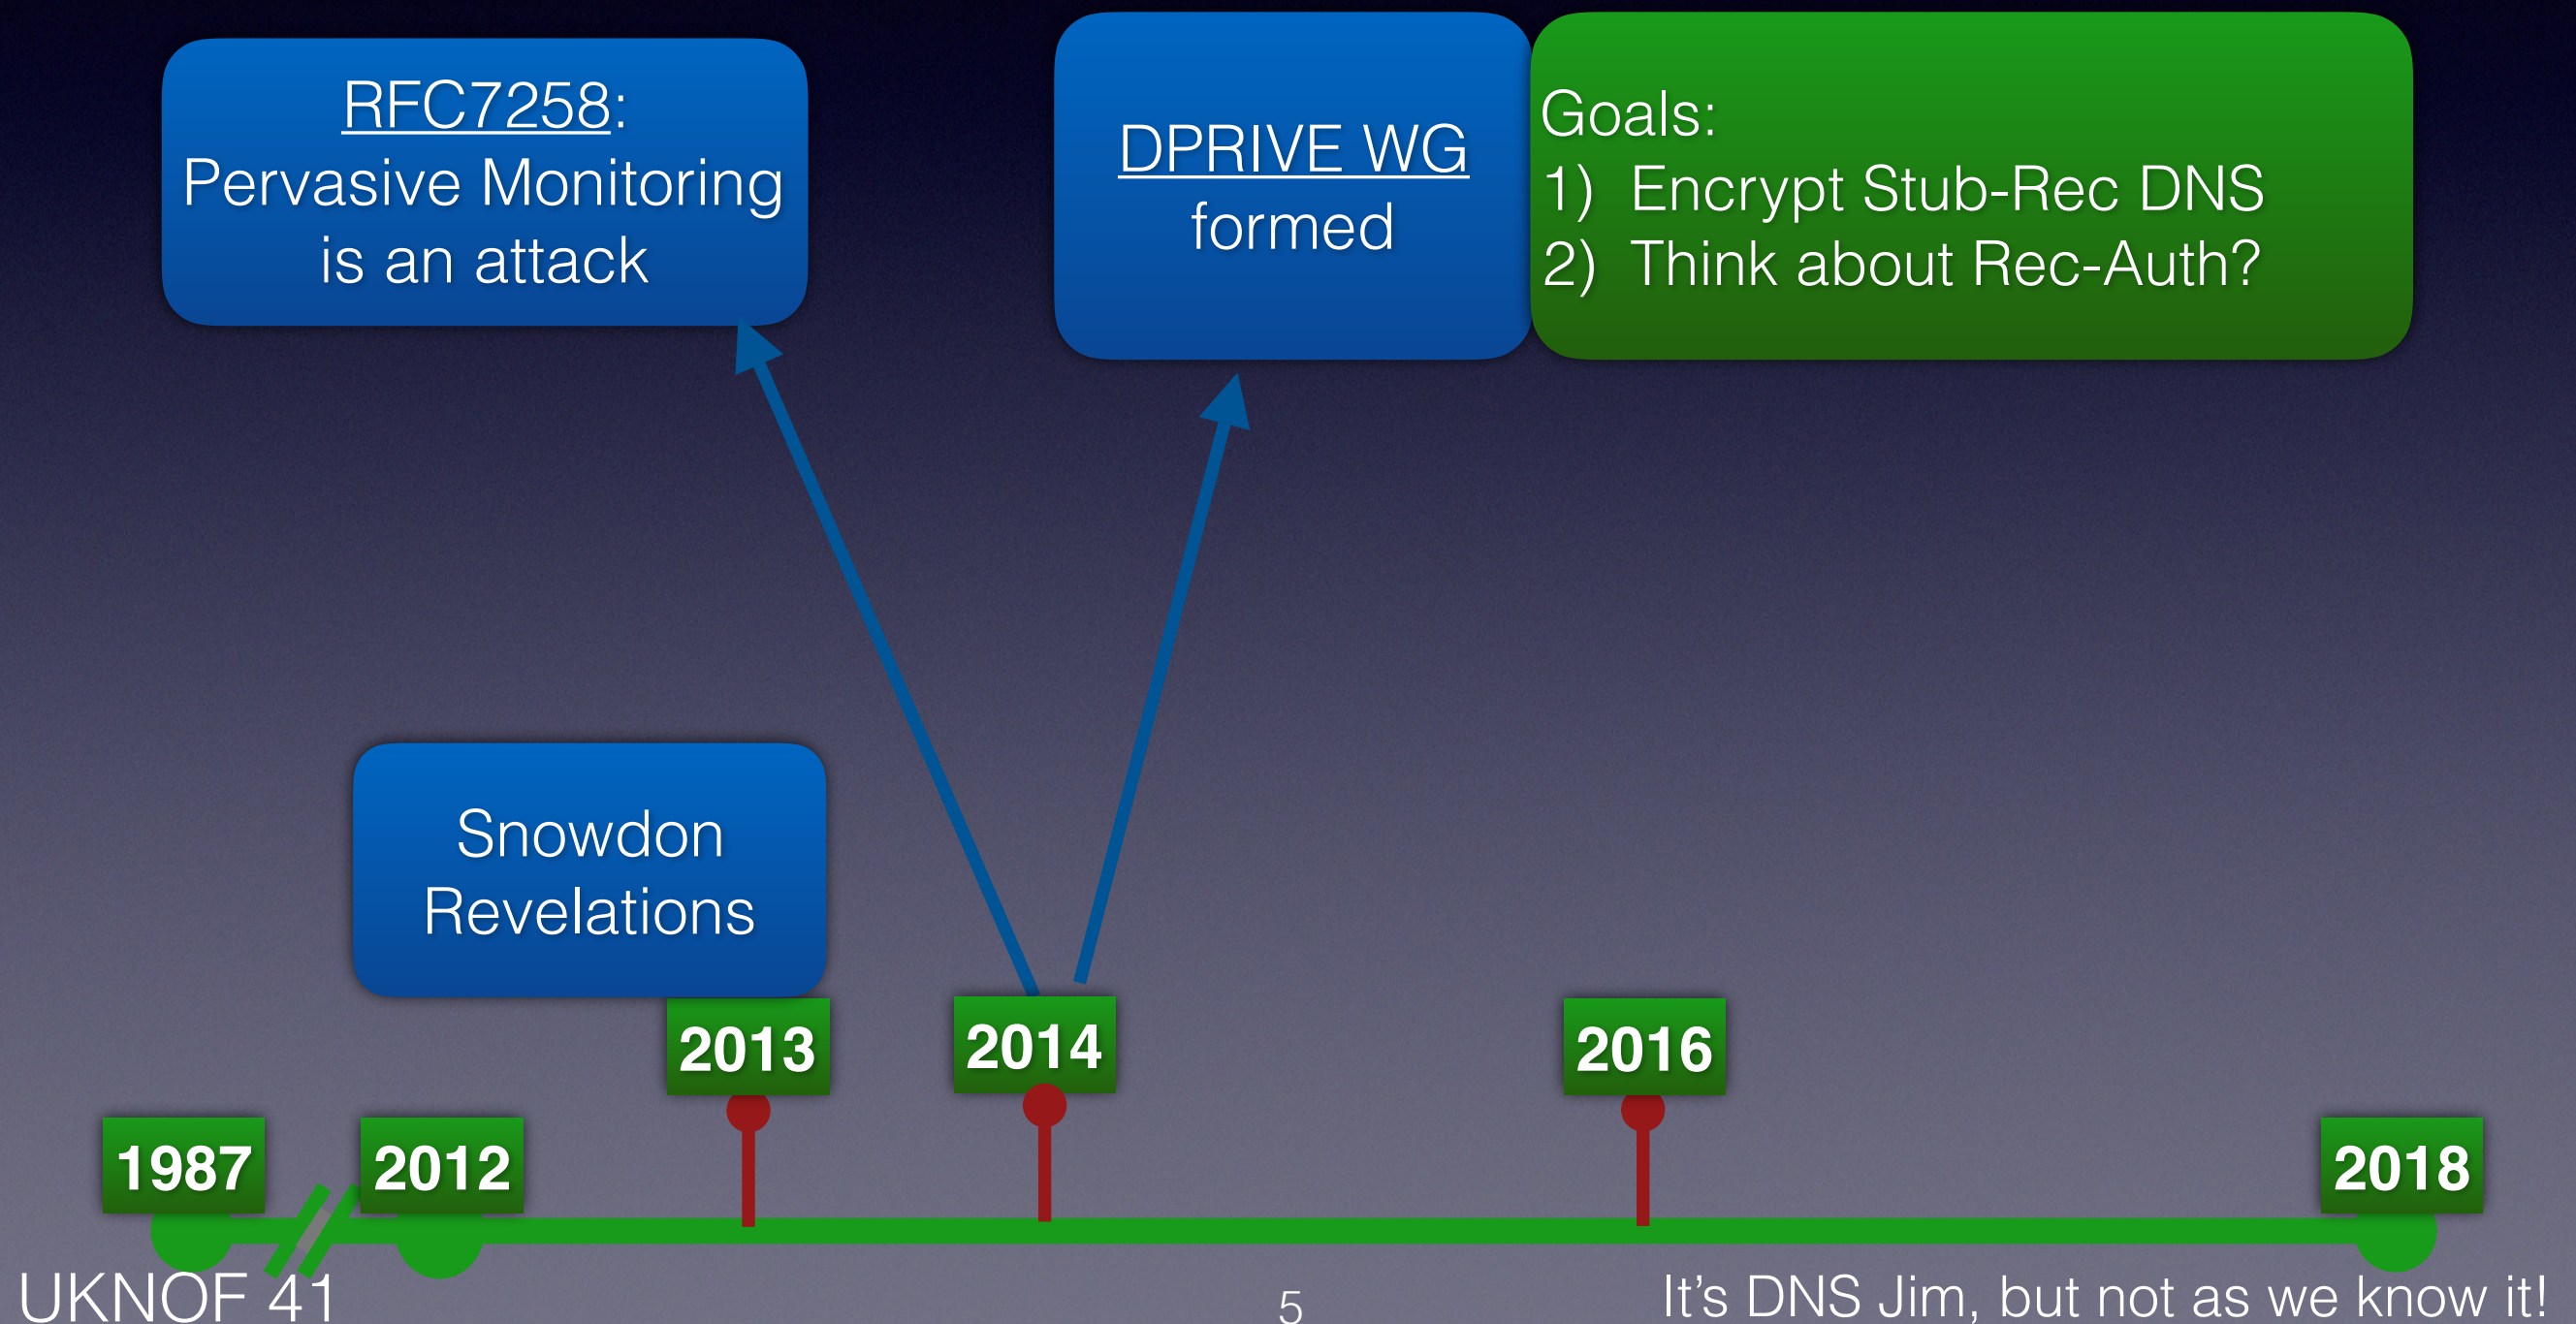 RFC7258:
Pervasive Monitoring
is an attack
DPRIVE WG
formed
Goals:
1) Encrypt Stub-Rec DNS
2) Think about Rec-Auth?
Snowdon
Revelations
2013
2014
2016
1987
2012
2018
UKNOF 41
5
It's DNS Jim, but not as we know it!